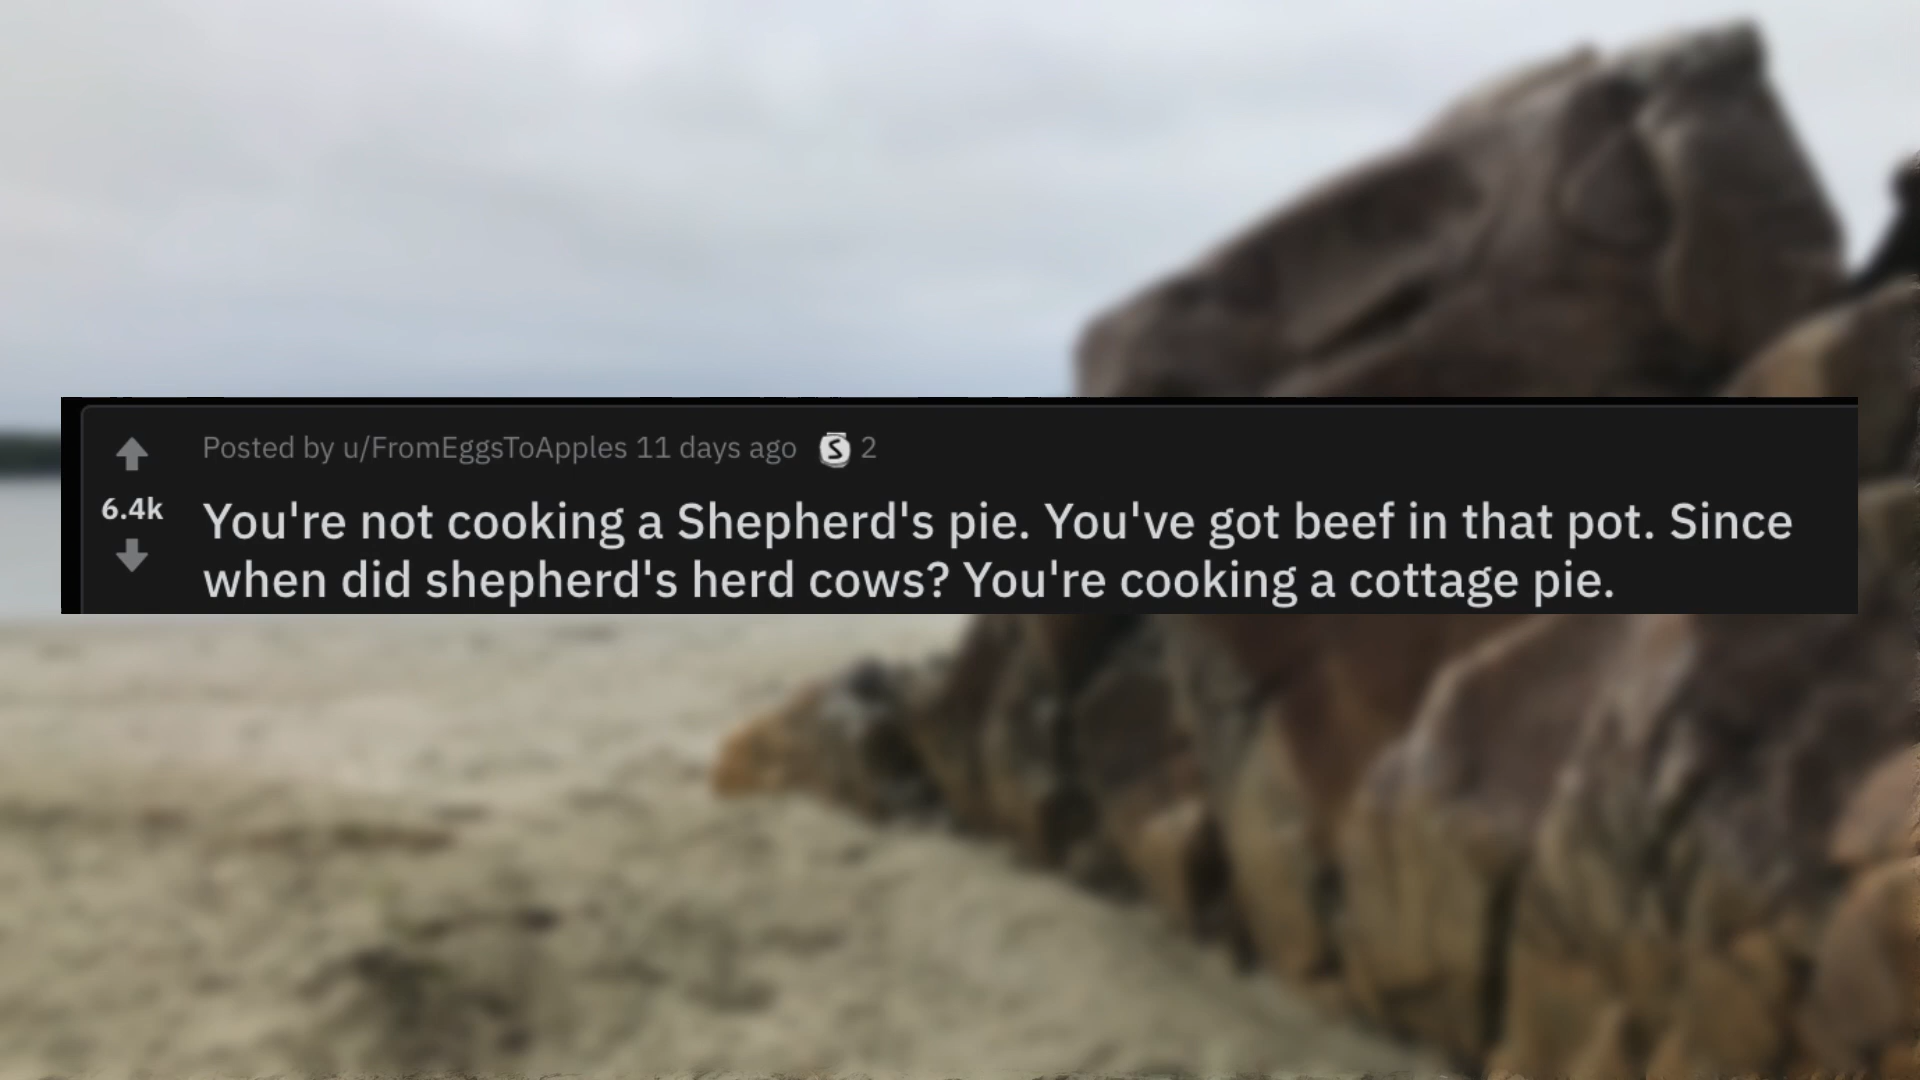 Posted by u/FromEggsToApples 11 days ago S 2
6.4k
You're not cooking a Shepherd's pie. You've got beef in that pot. Since
when did shepherd's herd cows? You're cooking a cottage pie.